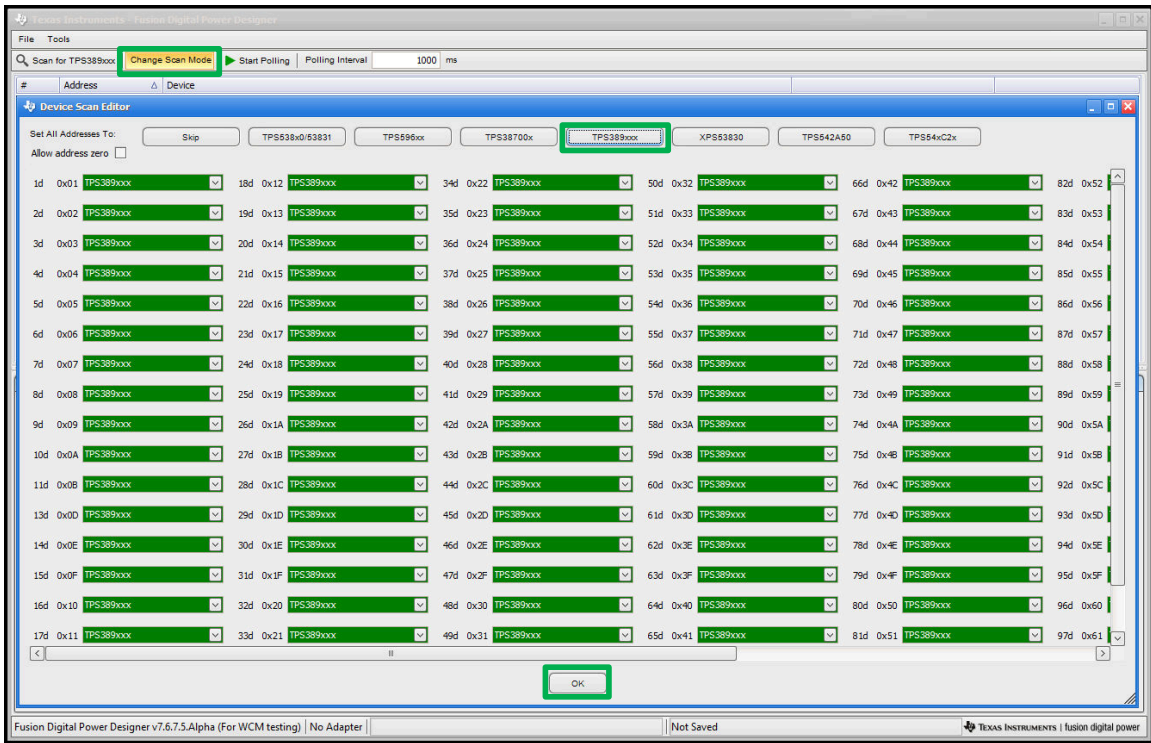 Texas Instruments - Fusion Digital Power Designer
File Tools
Scan for TPS389xxx Change Scan Mode Start Polling Polling Interval 1000 ms
# Address Device
Device Scan Editor
Set All Addresses To: Skip TPS538x0/53831 TPS596xx TPS38700x TPS389xxx XPS53830 TPS542A50 TPS54xC2x
Allow address zero
1d 0x01 TPS389xxx 18d 0x12 TPS389xxx 34d 0x22 TPS389xxx 50d 0x32 TPS389xxx 66d 0x42 TPS389xxx 82d 0x52
2d 0x02 TPS389xxx 19d 0x13 TPS389xxx 35d 0x23 TPS389xxx 51d 0x33 TPS389xxx 67d 0x43 TPS389xxx 83d 0x53
3d 0x03 TPS389xxx 20d 0x14 TPS389xxx 36d 0x24 TPS389xxx 52d 0x34 TPS389xxx 68d 0x44 TPS389xxx 84d 0x54
4d 0x04 TPS389xxx 21d 0x15 TPS389xxx 37d 0x25 TPS389xxx 53d 0x35 TPS389xxx 69d 0x45 TPS389xxx 85d 0x55
5d 0x05 TPS389xxx 22d 0x16 TPS389xxx 38d 0x26 TPS389xxx 54d 0x36 TPS389xxx 70d 0x46 TPS389xxx 86d 0x56
6d 0x06 TPS389xxx 23d 0x17 TPS389xxx 39d 0x27 TPS389xxx 55d 0x37 TPS389xxx 71d 0x47 TPS389xxx 87d 0x57
7d 0x07 TPS389xxx 24d 0x18 TPS389xxx 40d 0x28 TPS389xxx 56d 0x38 TPS389xxx 72d 0x48 TPS389xxx 88d 0x58
8d 0x08 TPS389xxx 25d 0x19 TPS389xxx 41d 0x29 TPS389xxx 57d 0x39 TPS389xxx 73d 0x49 TPS389xxx 89d 0x59
9d 0x09 TPS389xxx 26d 0x1A TPS389xxx 42d 0x2A TPS389xxx 58d 0x3A TPS389xxx 74d 0x4A TPS389xxx 90d 0x5A
10d 0x0A TPS389xxx 27d 0x1B TPS389xxx 43d 0x2B TPS389xxx 59d 0x3B TPS389xxx 75d 0x4B TPS389xxx 91d 0x5B
11d 0x0B TPS389xxx 28d 0x1C TPS389xxx 44d 0x2C TPS389xxx 60d 0x3C TPS389xxx 76d 0x4C TPS389xxx 92d 0x5C
13d 0x0D TPS389xxx 29d 0x1D TPS389xxx 45d 0x2D TPS389xxx 61d 0x3D TPS389xxx 77d 0x4D TPS389xxx 93d 0x5D
14d 0x0E TPS389xxx 30d 0x1E TPS389xxx 46d 0x2E TPS389xxx 62d 0x3E TPS389xxx 78d 0x4E TPS389xxx 94d 0x5E
15d 0x0F TPS389xxx 31d 0x1F TPS389xxx 47d 0x2F TPS389xxx 63d 0x3F TPS389xxx 79d 0x4F TPS389xxx 95d 0x5F
16d 0x10 TPS389xxx 32d 0x20 TPS389xxx 48d 0x30 TPS389xxx 64d 0x40 TPS389xxx 80d 0x50 TPS389xxx 96d 0x60
17d 0x11 TPS389xxx 33d 0x21 TPS389xxx 49d 0x31 TPS389xxx 65d 0x41 TPS389xxx 81d 0x51 TPS389xxx 97d 0x61
OK
Fusion Digital Power Designer v7.6.7.5.Alpha (For WCM testing) No Adapter Not Saved TEXAS INSTRUMENTS | fusion digital power